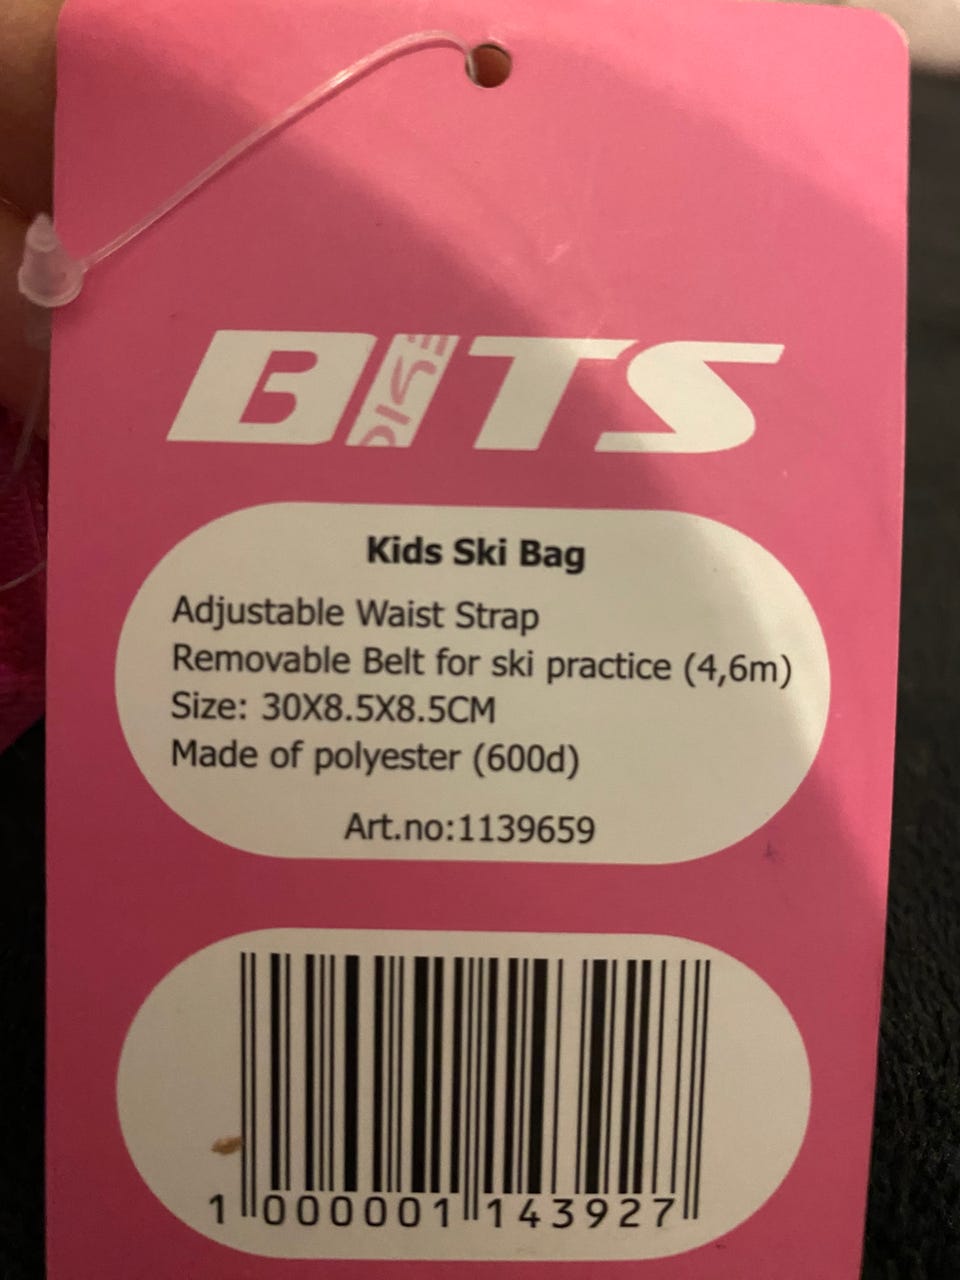 BITS
Kids Ski Bag
Adjustable Waist Strap
Removable Belt for ski practice (4,6m)
Size: 30X8.5X8.5CM
Made of polyester (600d)
Art.no:1139659
1 000001 143927